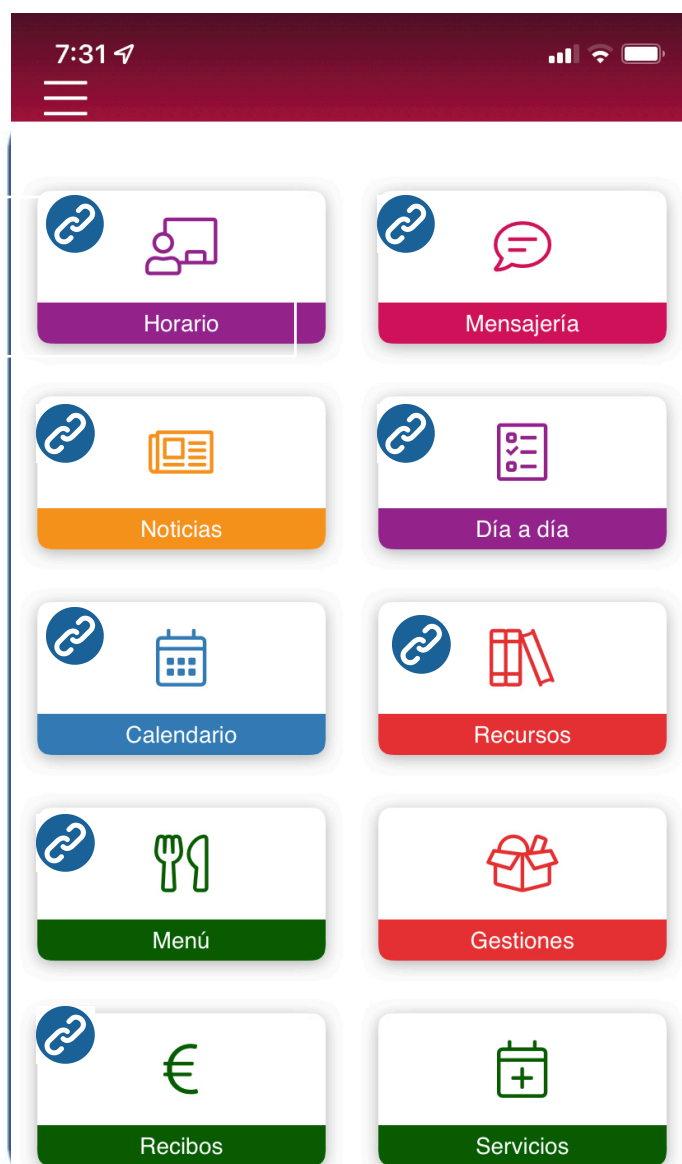 7:31
Horario
Mensajería
Noticias
Día a día
Calendario
Recursos
Menú
Gestiones
€
Recibos
Servicios